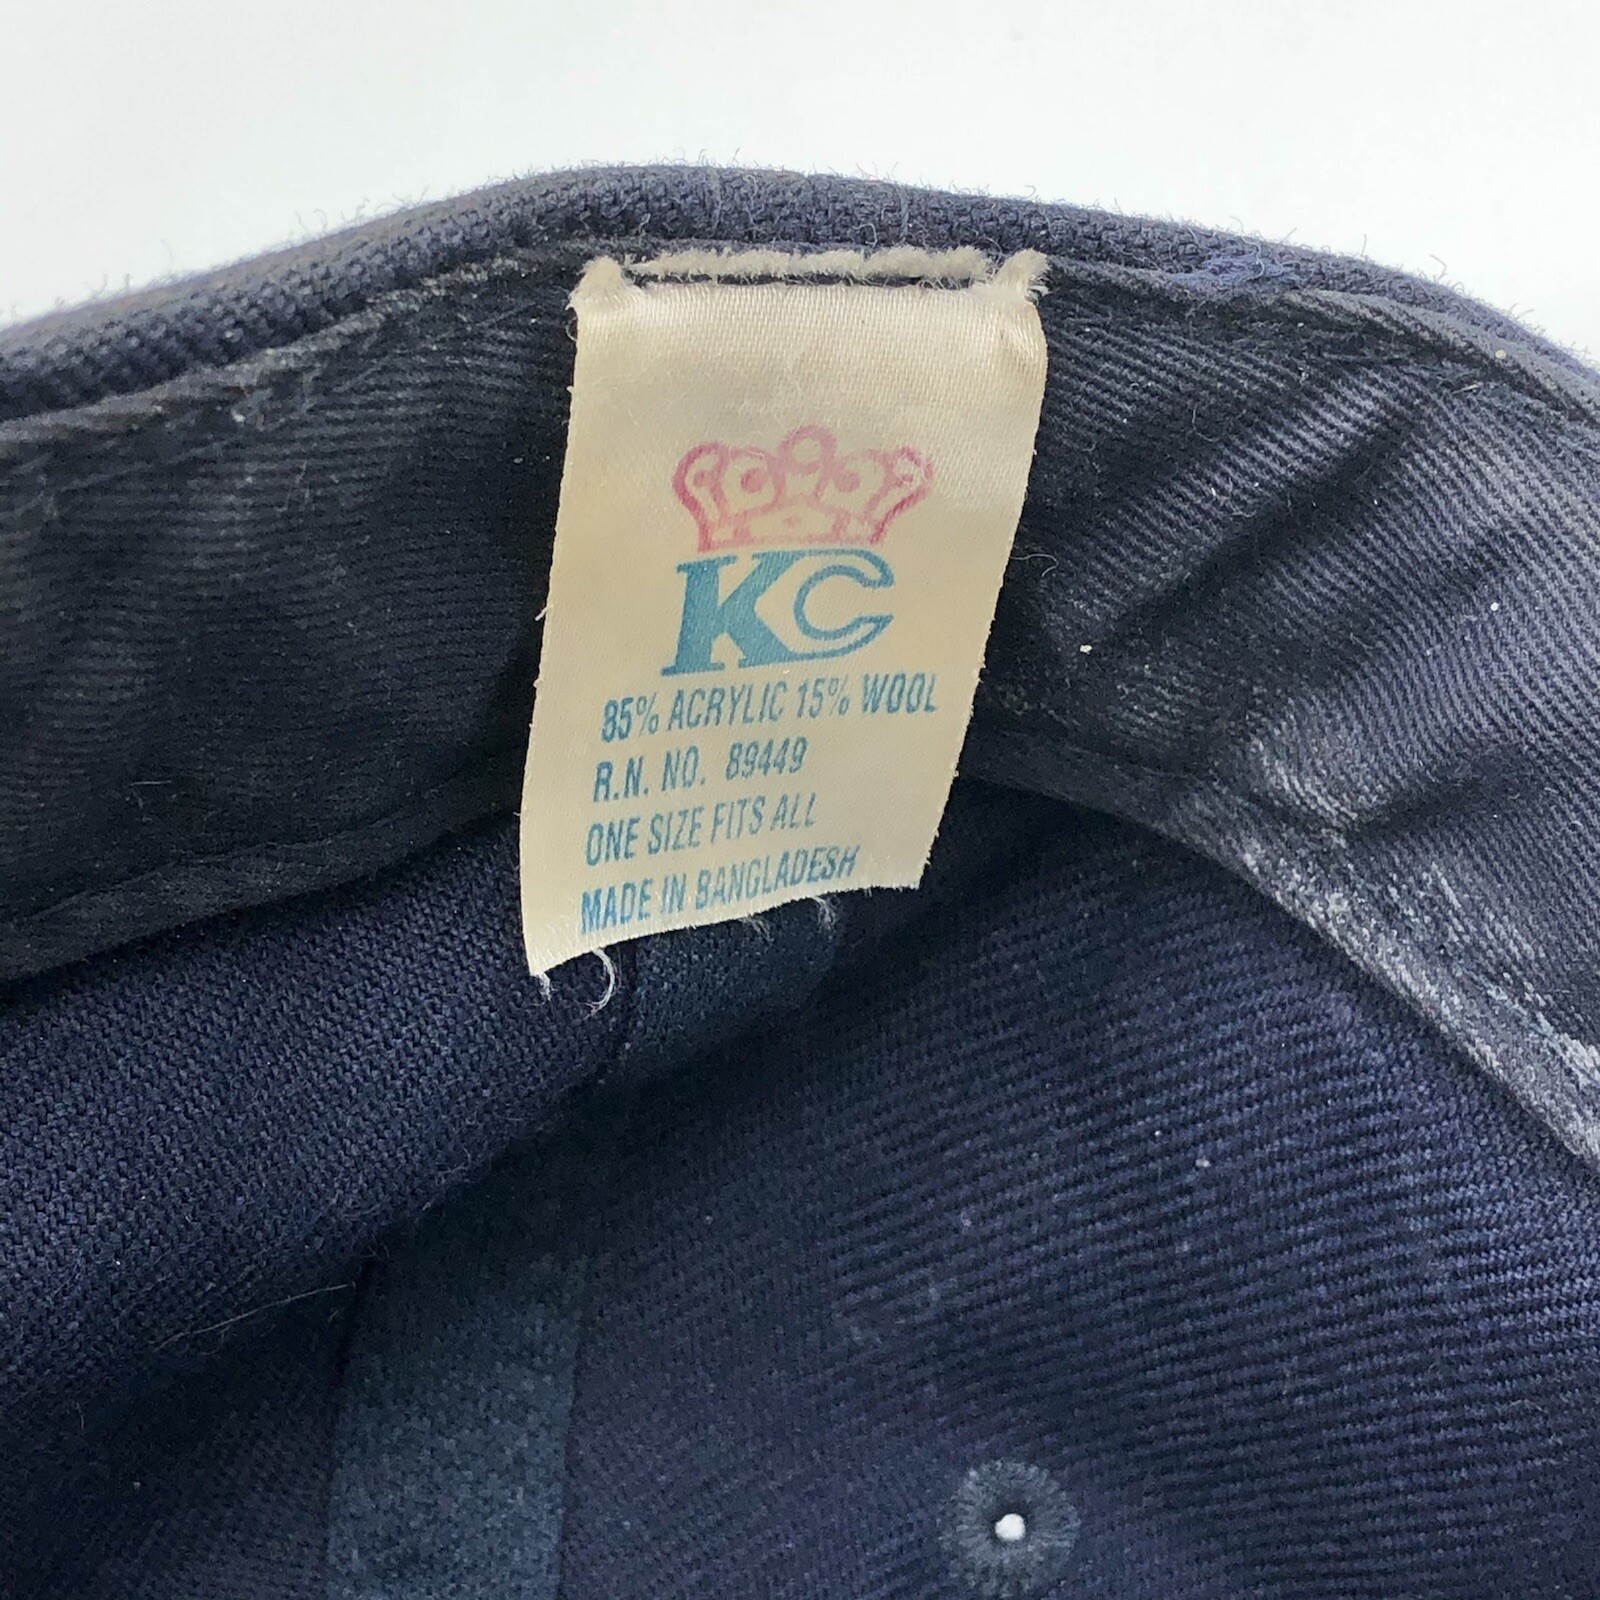 KC
85% ACRYLIC 15% WOOL
R.N. NO. 89449
ONE SIZE FITS ALL
MADE IN BANGLADESH